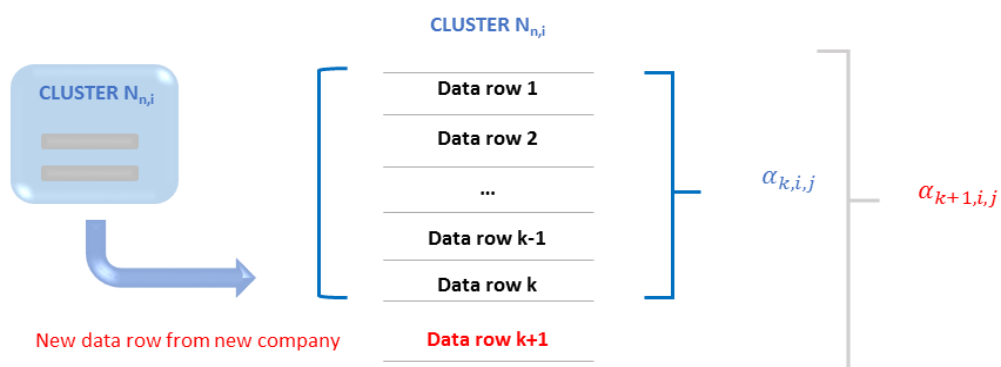 CLUSTER Nn,i
CLUSTER Nn,i
Data row 1
Data row 2
...
Data row k-1
Data row k
Data row k+1
New data row from new company
αk,i,j
αk+1,i,j